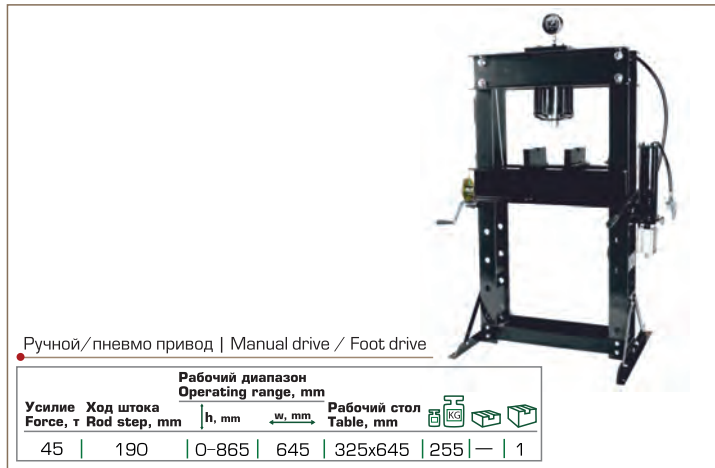 Ручной/пневмо привод | Manual drive / Foot drive
Рабочий диапазон
Operating range, mm
Усилие Ход штока Рабочий стол
Force, т Rod step, mm h, mm w, mm Table, mm KG
45 190 0-865 645 325x645 255 — 1